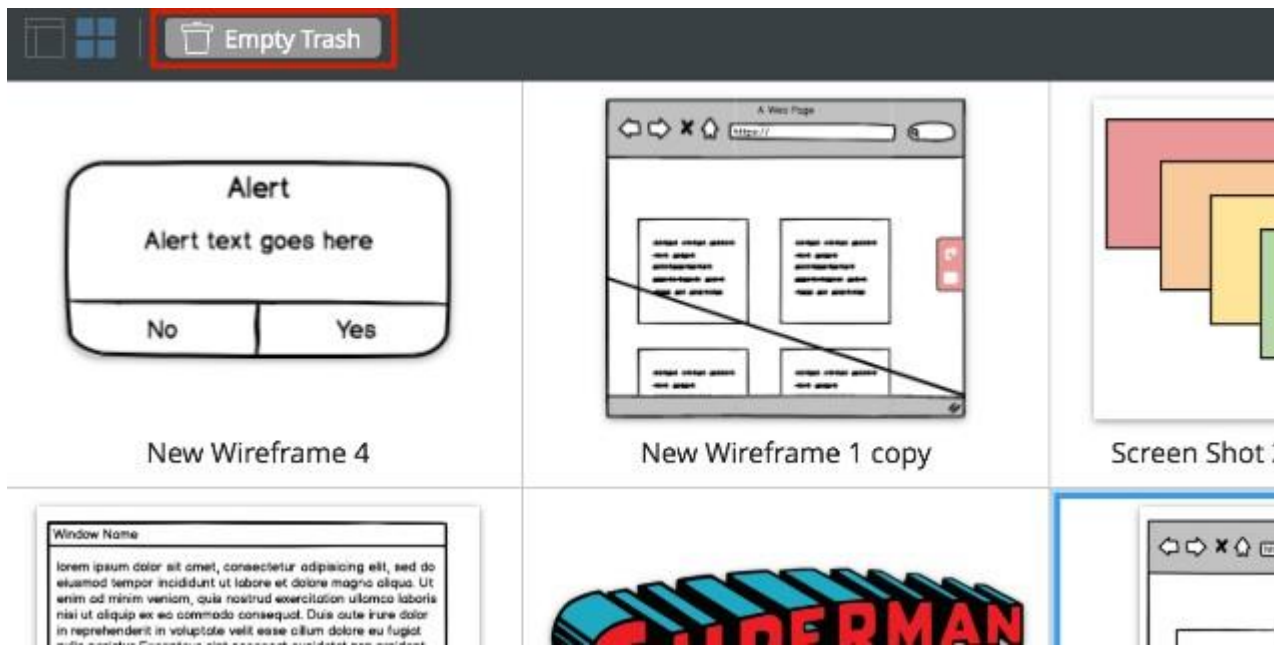 Empty Trash
Alert
Alert text goes here
No
Yes
New Wireframe 4
A Web Page
https://
New Wireframe 1 copy
Screen Shot
Window Name
lorem ipsum dolor sit amet, consectetur adipisicing elit, sed do
eiusmod tempor incididunt ut labore et dolore magna aliqua. Ut
enim ad minim veniam, quis nostrud exercitation ullamco laboris
nisi ut aliquip ex ea commodo consequat. Duis aute irure dolor
in reprehenderit in voluptate velit esse cillum dolore eu fugiat
SUPERMAN